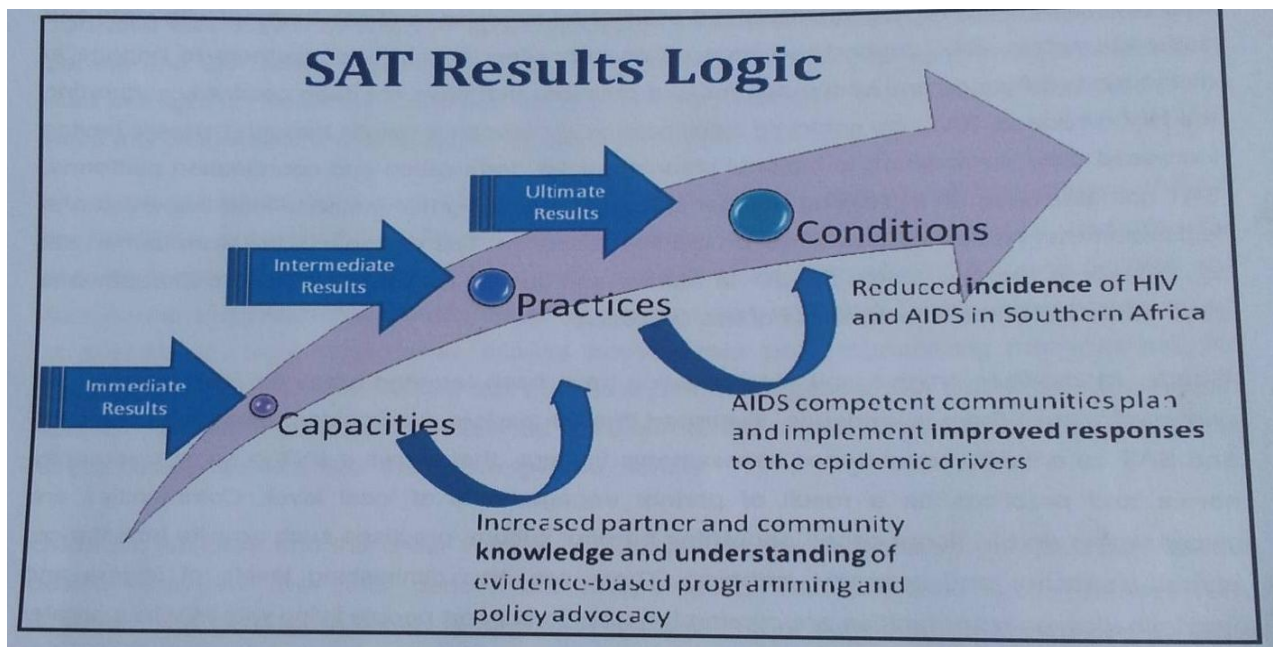 SAT Results Logic
Ultimate
Results
Conditions
Intermediate
Results
Practices
Reduced incidence of HIV
and AIDS in Southern Africa
Immediate
Results
Capacities
AIDS competent communities plan
and implement improved responses
to the epidemic drivers
Increased partner and community
knowledge and understanding of
evidence-based programming and
policy advocacy